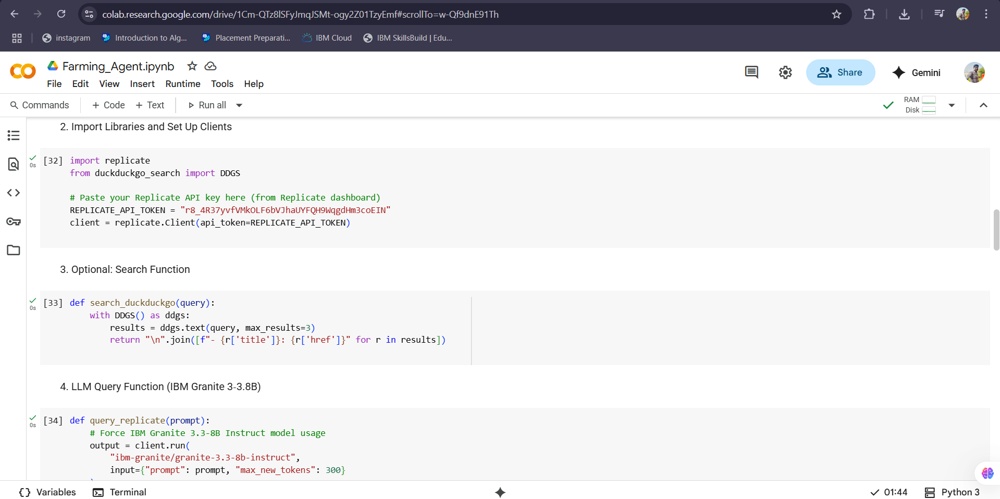 colab.research.google.com/drive/1Cm-QTz8lSFyJmqJSMt-ogy2Z01TzyEmf#scrollTo=w-Qf9dnE91Th
instagram
Introduction to Alg...
Placement Preparati...
IBM Cloud
IBM SkillsBuild | Edu...
Farming_Agent.ipynb
File Edit View Insert Runtime Tools Help
Share
Gemini
Commands
+ Code + Text
Run all
RAM
Disk
2. Import Libraries and Set Up Clients
0s
[32] import replicate
from duckduckgo_search import DDGS
# Paste your Replicate API key here (from Replicate dashboard)
REPLICATE_API_TOKEN = "r8_4R37yvfVMkOLF6bVJhaUYFQH9WqgdHm3coEIN"
client = replicate.Client(api_token=REPLICATE_API_TOKEN)
3. Optional: Search Function
0s
[33] def search_duckduckgo(query):
with DDGS() as ddgs:
results = ddgs.text(query, max_results=3)
return "\n".join([f"- {r['title']}: {r['href']}" for r in results])
4. LLM Query Function (IBM Granite 3-3.8B)
0s
[34] def query_replicate(prompt):
# Force IBM Granite 3.3-8B Instruct model usage
output = client.run(
"ibm-granite/granite-3.3-8b-instruct",
input={"prompt": prompt, "max_new_tokens": 300}
{} Variables
Terminal
01:44
Python 3